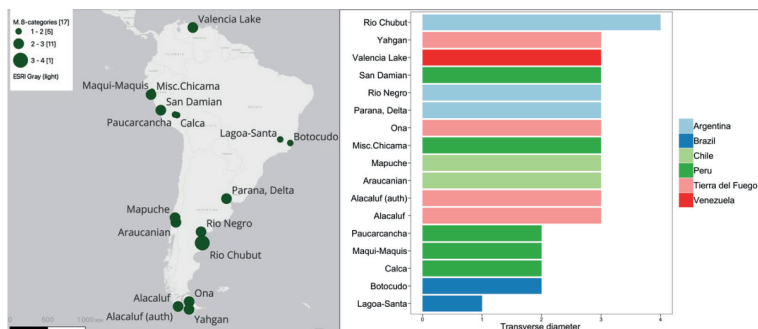 M.8-categories [17]
1 - 2 [5]
2 - 3 [11]
3 - 4 [1]
ESRI Gray (light)
Valencia Lake
Maqui-Maquis
Misc.Chicama
San Damian
Paucarcancha
Calca
Lagoa-Santa
Botocudo
Parana, Delta
Mapuche
Rio Negro
Araucanian
Rio Chubut
Alacaluf
Ona
Alacaluf (auth)
Yahgan
0
500
Rio Chubut
Yahgan
Valencia Lake
San Damian
Rio Negro
Parana, Delta
Ona
Misc.Chicama
Mapuche
Araucanian
Alacaluf (auth)
Alacaluf
Paucarcancha
Maqui-Maquis
Calca
Botocudo
Lagoa-Santa
0 1 2 3 4
Transverse diameter
Argentina
Brazil
Chile
Peru
Tierra del Fuego
Venezuela